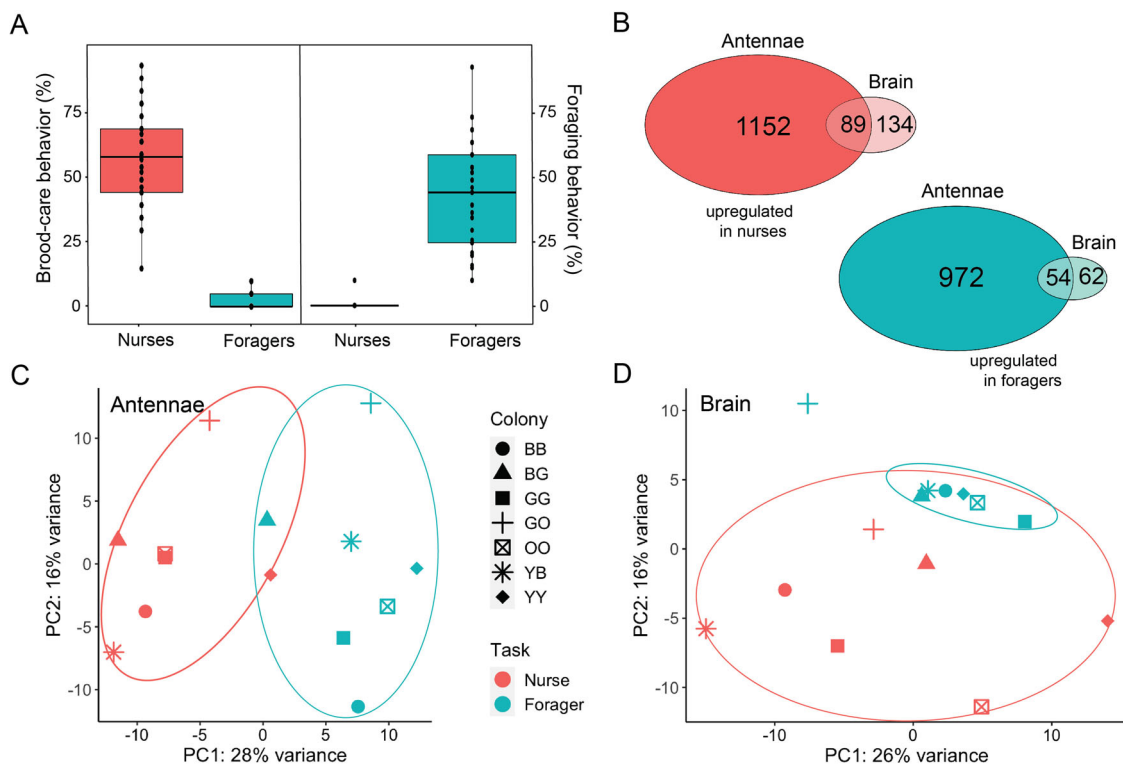 A
Brood-care behavior (%)
75
50
25
0
Nurses
Foragers
Nurses
Foragers
75
50
25
0
Foraging behavior (%)
B
Antennae
Brain
1152
89
134
upregulated
in nurses
Antennae
Brain
972
54
62
upregulated
in foragers
C
Antennae
PC2: 16% variance
10
5
0
-5
-10
-10
-5
0
5
10
PC1: 28% variance
Colony
BB
BG
GG
GO
OO
YB
YY
Task
Nurse
Forager
D
Brain
PC2: 16% variance
10
5
0
-5
-10
-10
0
10
PC1: 26% variance